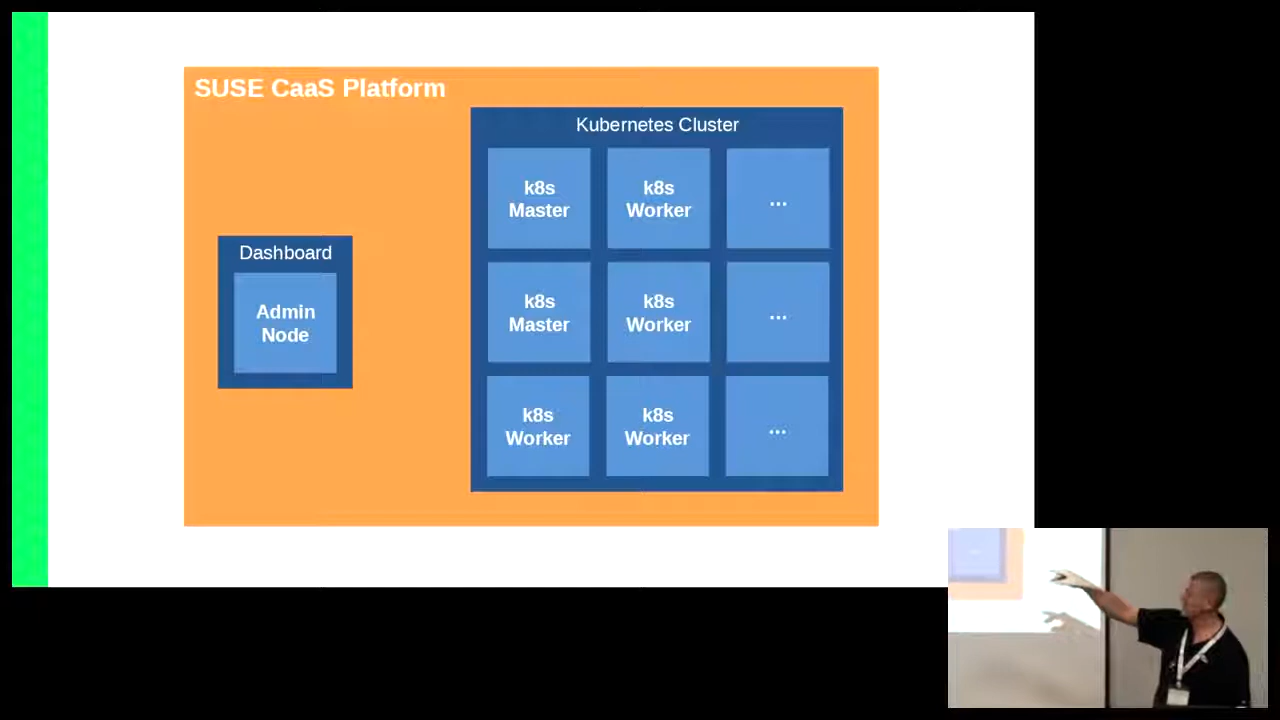 SUSE CaaS Platform
Kubernetes Cluster
k8s
Master
k8s
Worker
...
Dashboard
Admin
Node
k8s
Master
k8s
Worker
...
k8s
Worker
k8s
Worker
...